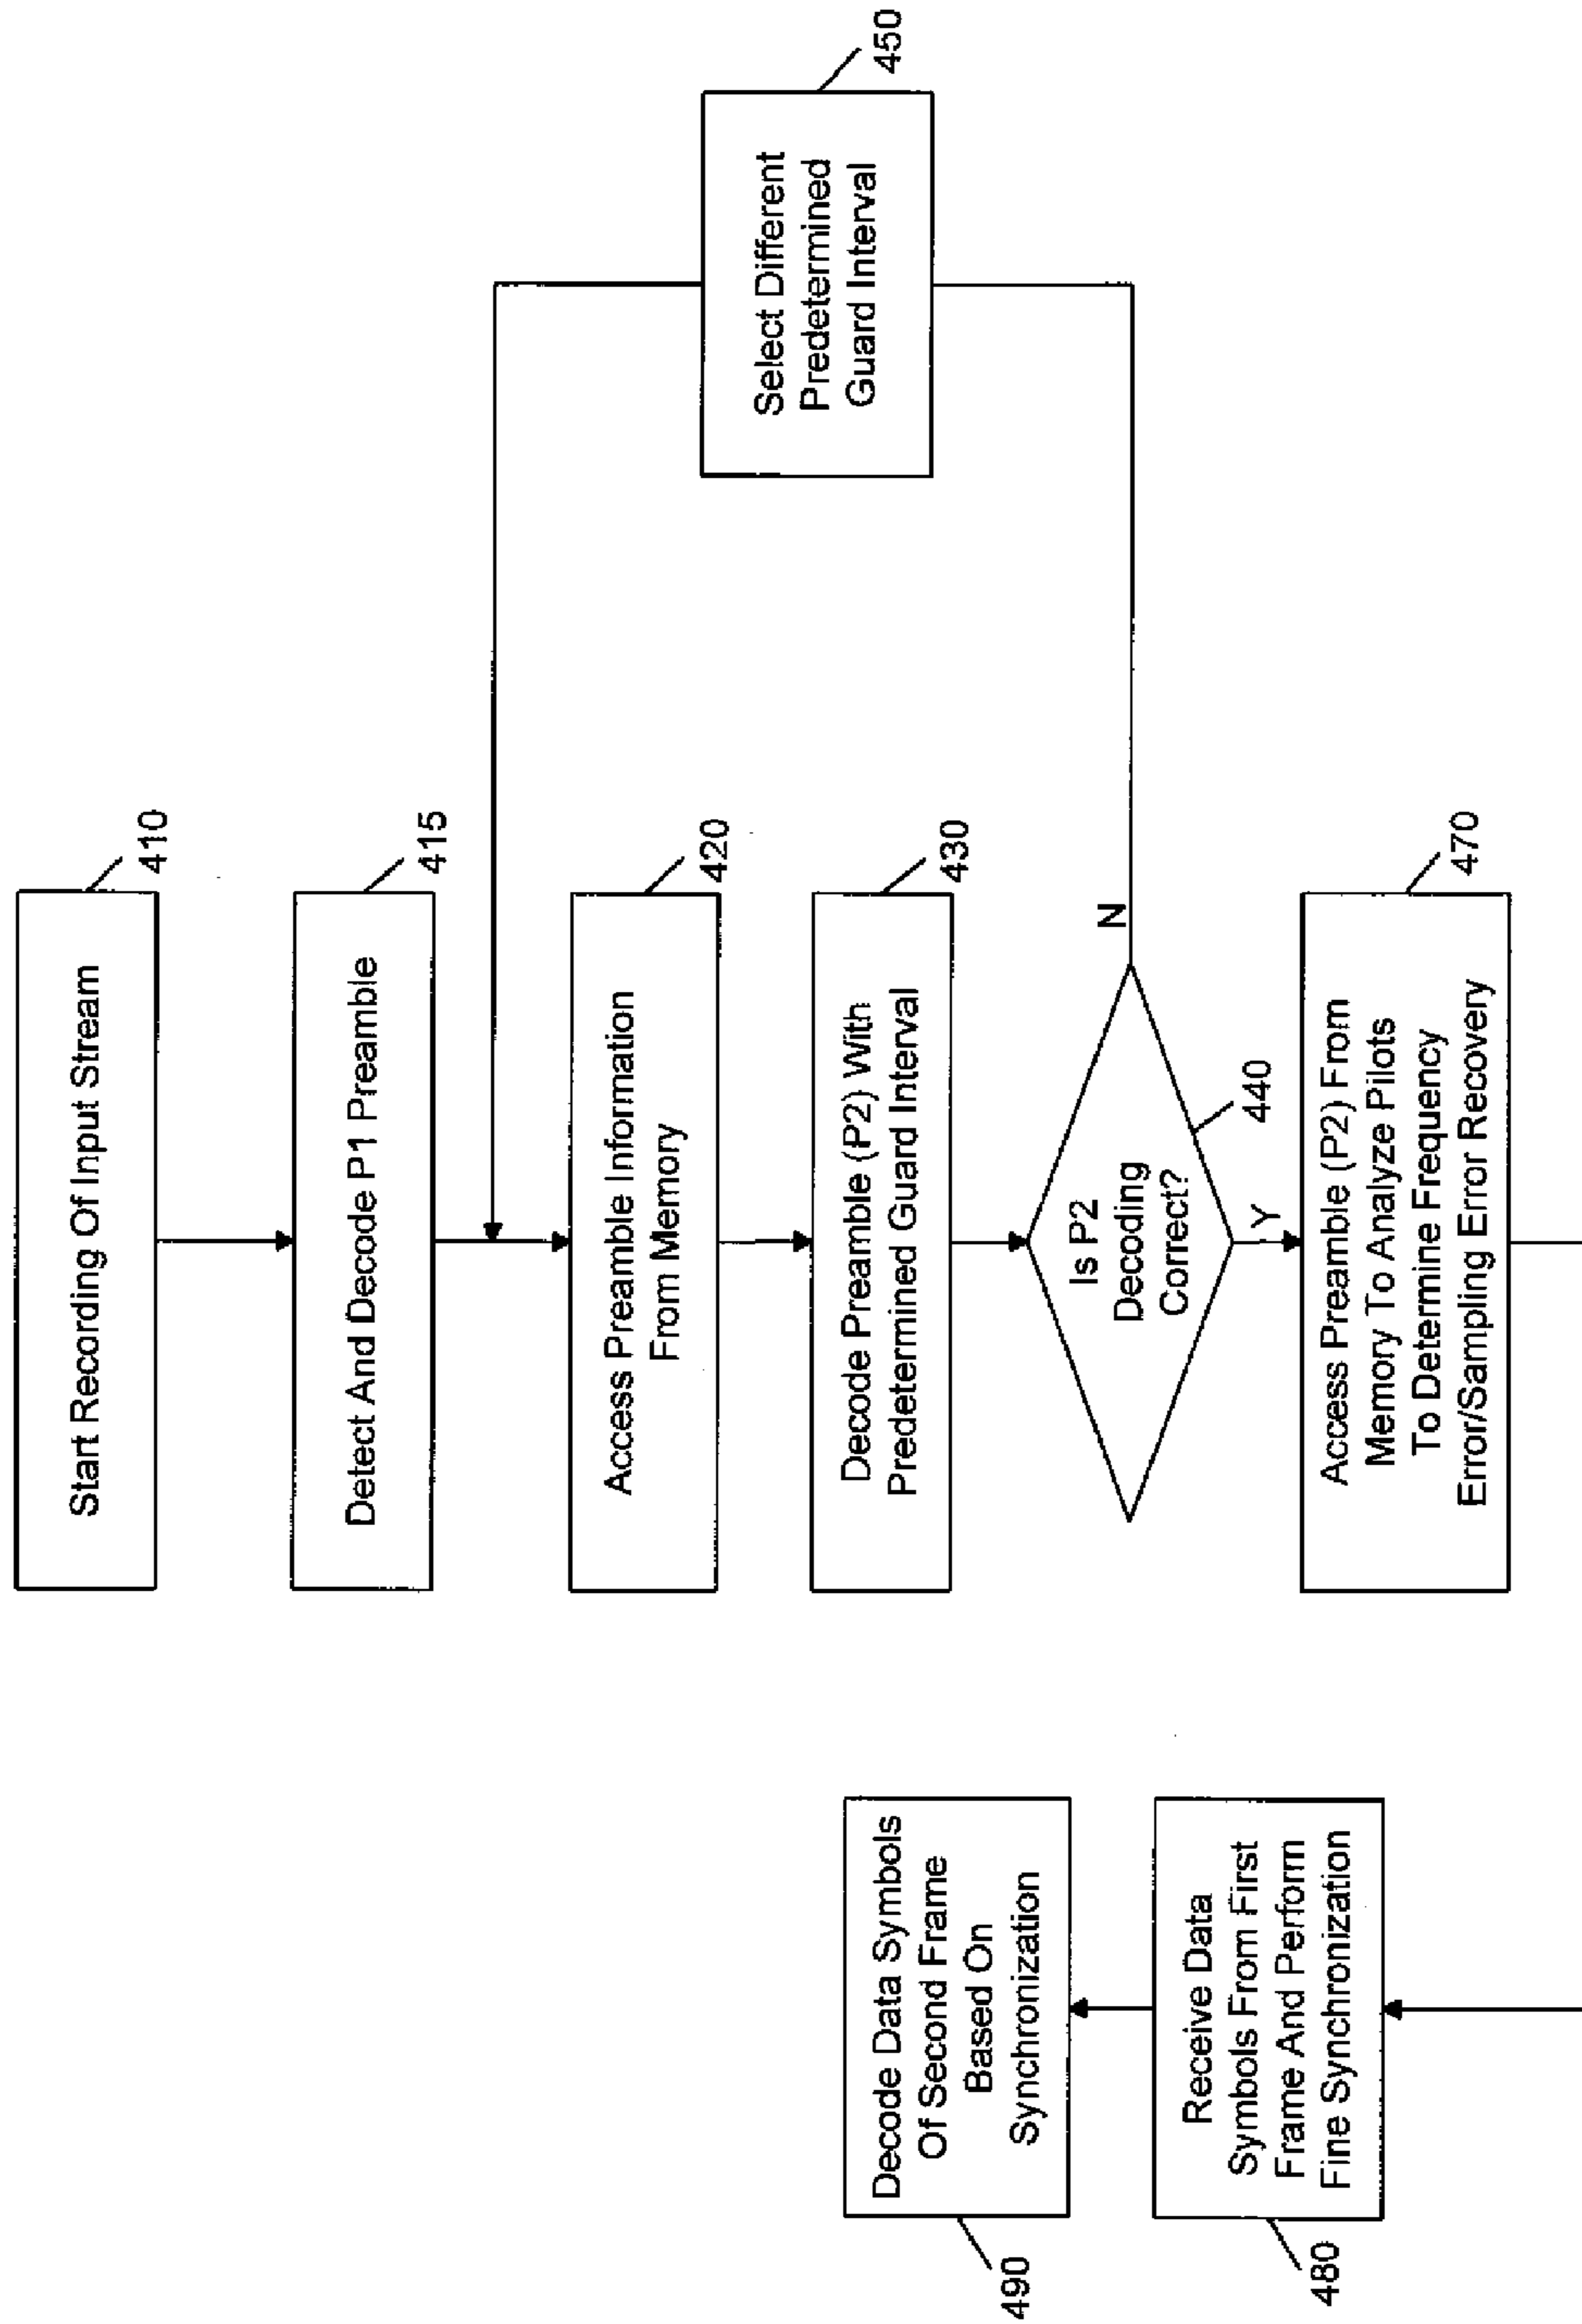 Start Recording Of Input Stream
410
Detect And Decode P1 Preamble
415
Access Preamble Information
From Memory
420
Decode Preamble (P2) With
Predetermined Guard Interval
430
Is P2
Decoding
Correct?
440
N
Y
Select Different
Predetermined
Guard Interval
450
Access Preamble (P2) From
Memory To Analyze Pilots
To Determine Frequency
Error/Sampling Error Recovery
470
Receive Data
Symbols From First
Frame And Perform
Fine Synchronization
480
Decode Data Symbols
Of Second Frame
Based On
Synchronization
490